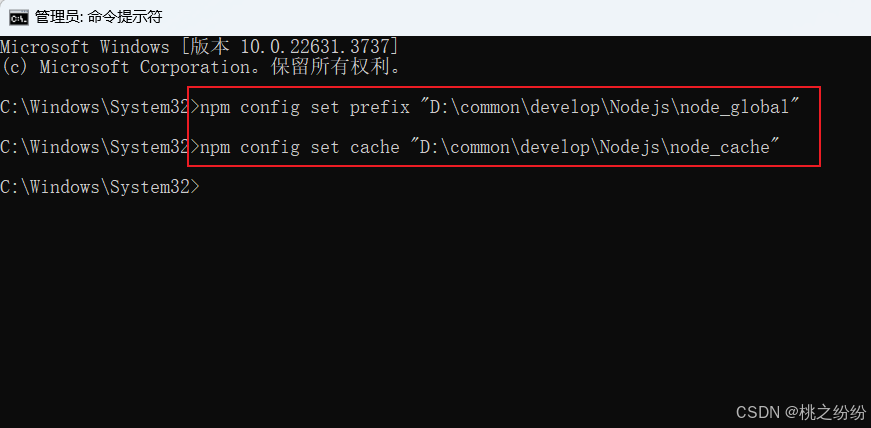 管理员: 命令提示符
Microsoft Windows [版本 10.0.22631.3737]
(c) Microsoft Corporation。保留所有权利。
C:\Windows\System32>npm config set prefix "D:\common\develop\Nodejs\node_global"
C:\Windows\System32>npm config set cache "D:\common\develop\Nodejs\node_cache"
C:\Windows\System32>
CSDN @桃之纷纷